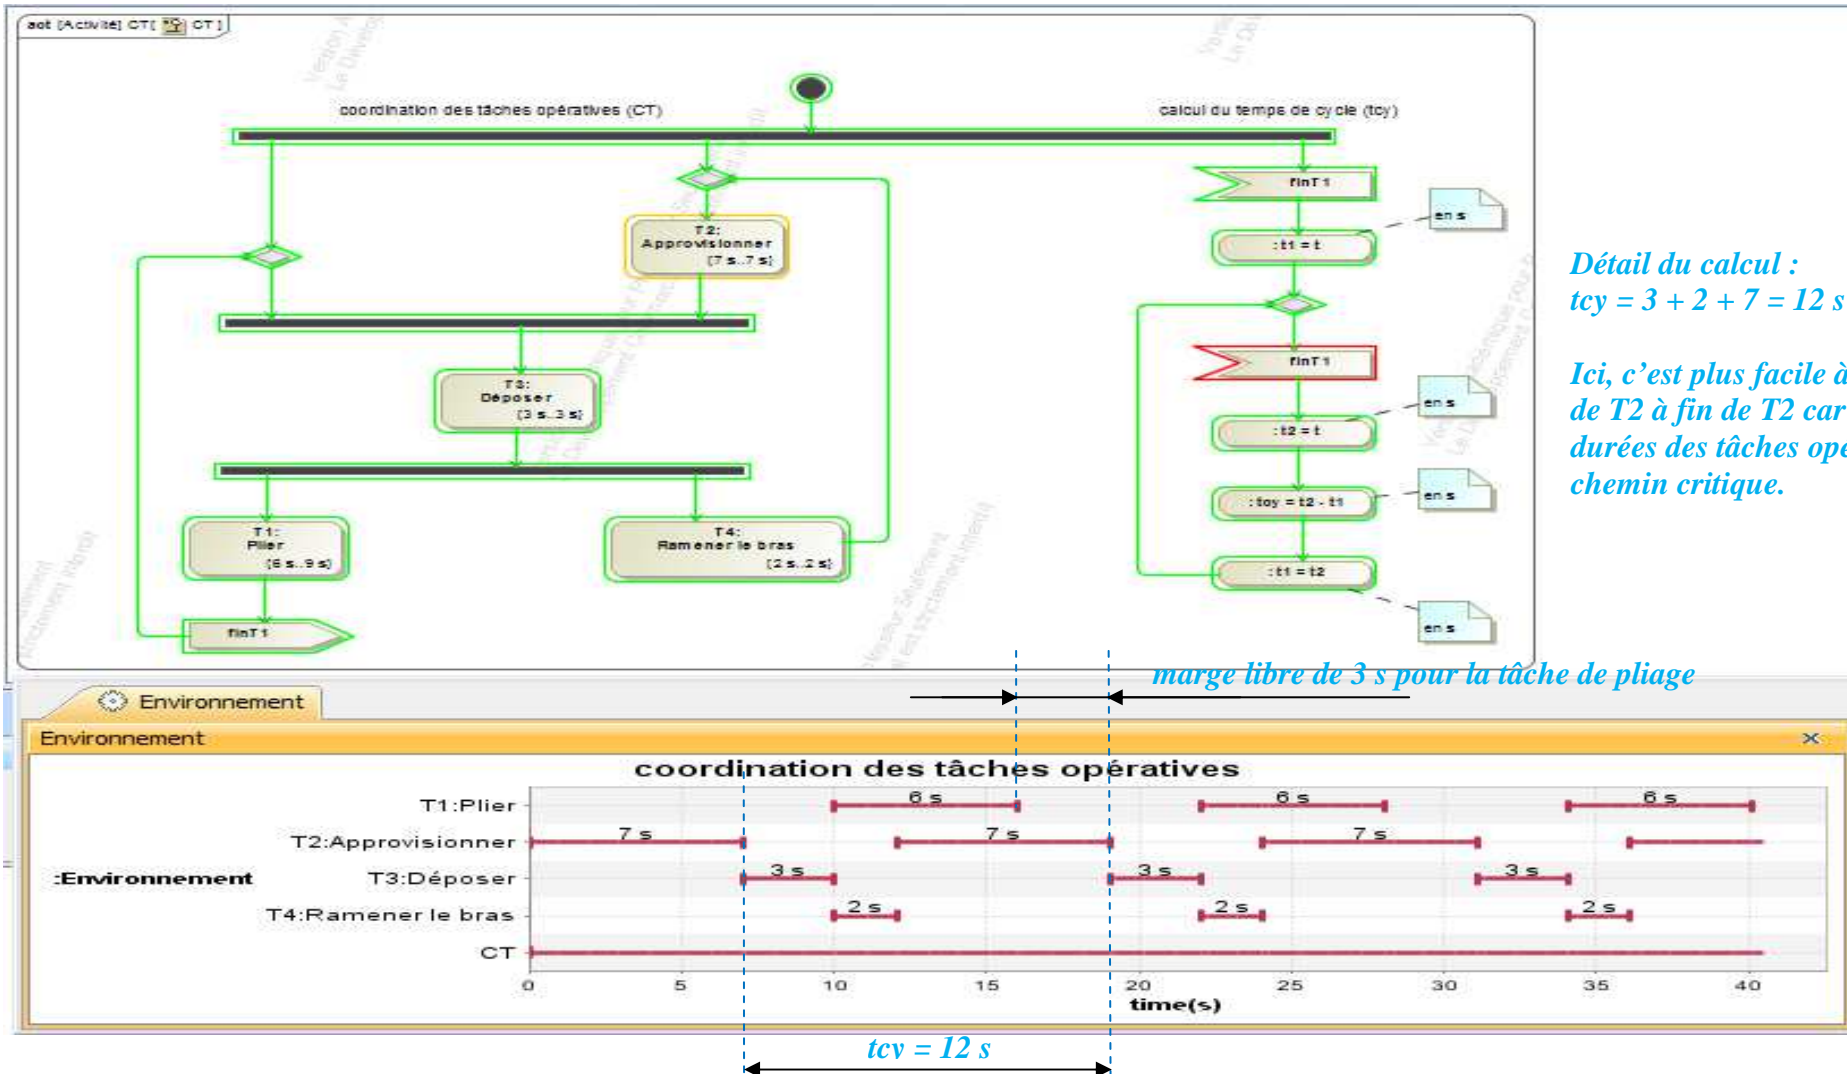 act [Activité] CT[ CT ]
coordination des tâches opératives (CT)
calcul du temps de cycle (tcy)
finT1
en s
T2:
Approvisionner
{7 s..7 s}
:t1 = t
Détail du calcul :
tcy = 3 + 2 + 7 = 12 s
finT1
Ici, c’est plus facile à
de T2 à fin de T2 car
durées des tâches opé
chemin critique.
T3:
Déposer
{3 s..3 s}
en s
:t2 = t
en s
:tcy = t2 - t1
T1:
Plier
{6 s..9 s}
T4:
Ramener le bras
{2 s..2 s}
:t1 = t2
finT1
en s
marge libre de 3 s pour la tâche de pliage
Environnement
Environnement
coordination des tâches opératives
T1:Plier
6 s
6 s
6 s
T2:Approvisionner
7 s
7 s
7 s
:Environnement
T3:Déposer
3 s
3 s
3 s
T4:Ramener le bras
2 s
2 s
2 s
CT
0 5 10 15 20 25 30 35 40
time(s)
tcy = 12 s